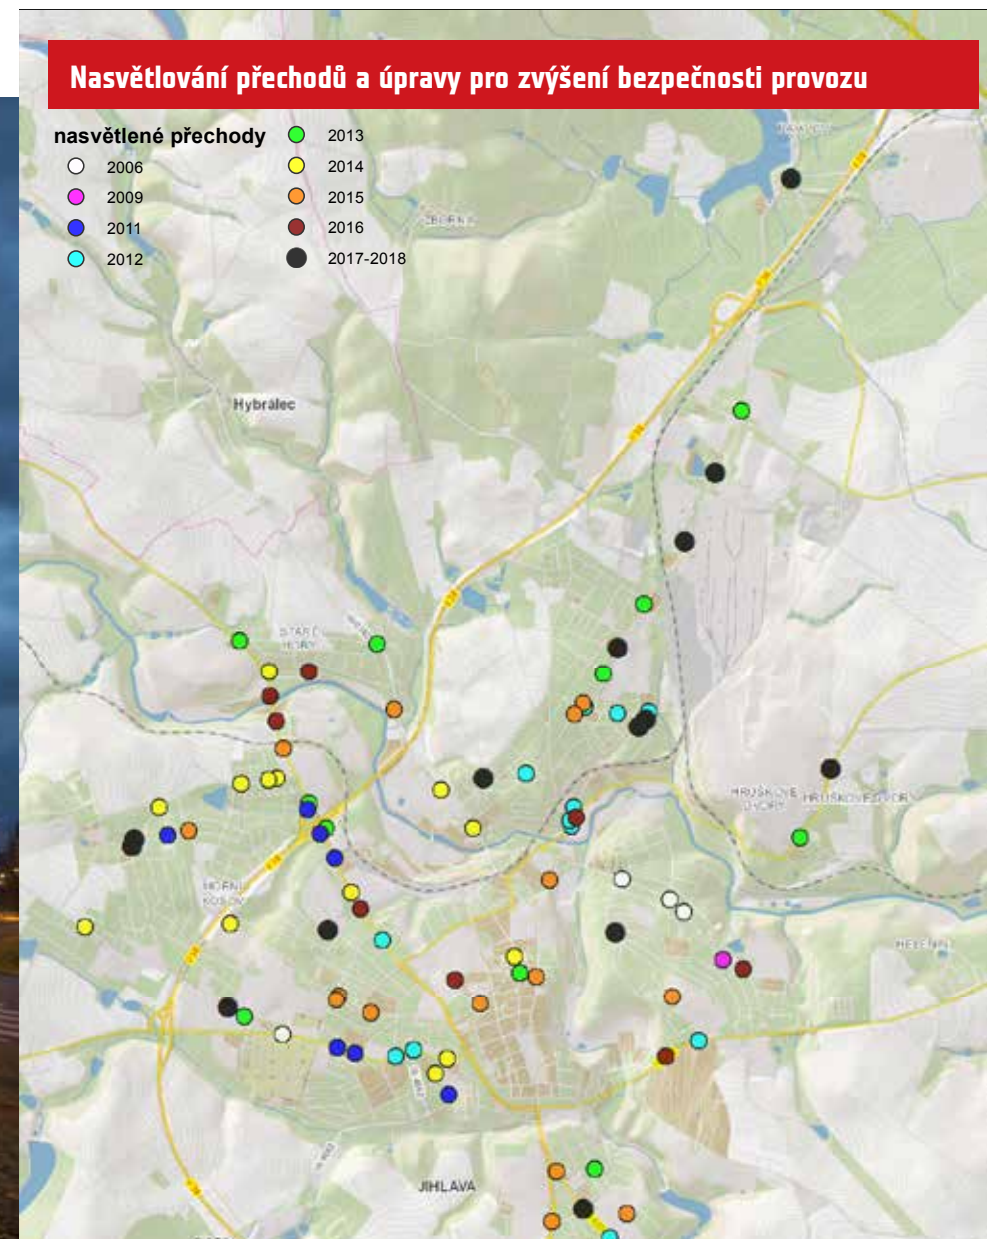 Nasvětlování přechodů a úpravy pro zvýšení bezpečnosti provozu
nasvětlené přechody
2006
2009
2011
2012
2013
2014
2015
2016
2017-2018
Hybrálec
STARÉ
HORY
HRUŠKOVÉ
DVORY
HRUŠKOVÉ DVORY
HORNÍ
KOSOV
HELENÍN
JIHLAVA